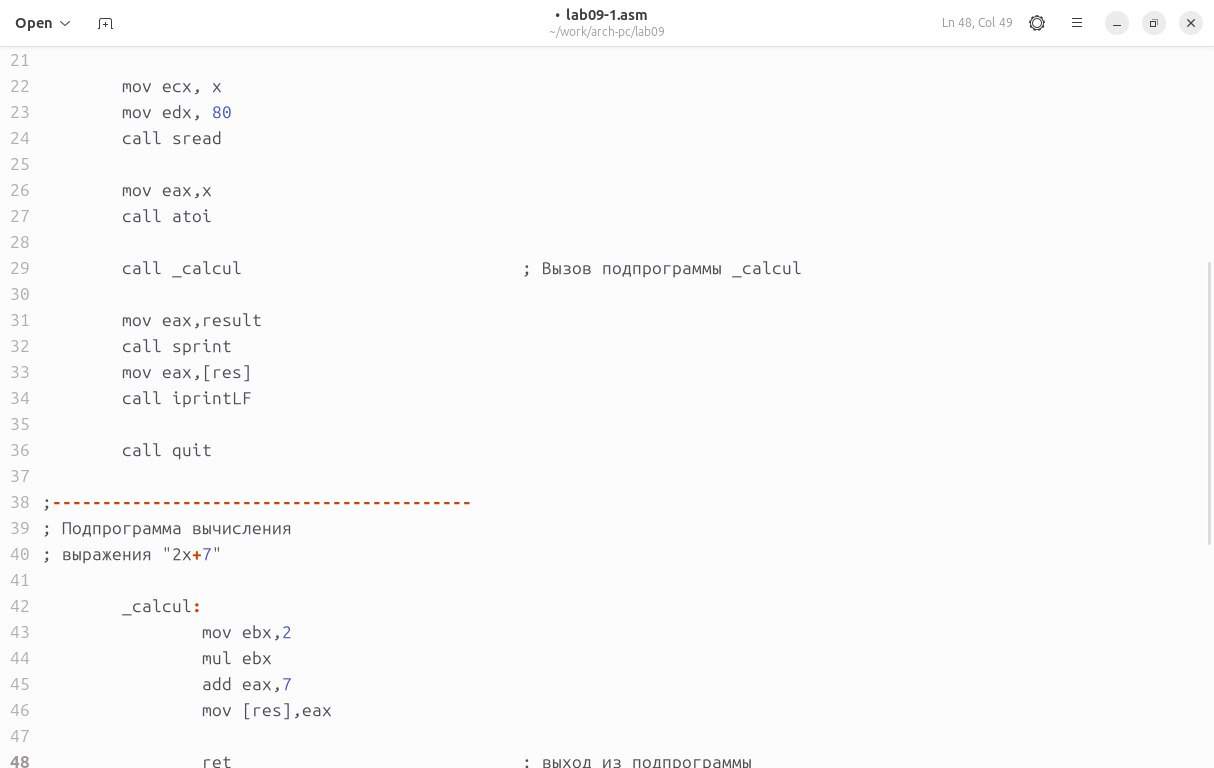 Open
• lab09-1.asm
~/work/arch-pc/lab09
Ln 48, Col 49
21
22 mov ecx, x
23 mov edx, 80
24 call sread
25
26 mov eax,x
27 call atoi
28
29 call _calcul ; Вызов подпрограммы _calcul
30
31 mov eax,result
32 call sprint
33 mov eax,[res]
34 call iprintLF
35
36 call quit
37
38 ;------------------------------------------
39 ; Подпрограмма вычисления
40 ; выражения "2x+7"
41
42 _calcul:
43 mov ebx,2
44 mul ebx
45 add eax,7
46 mov [res],eax
47
48 ret ; выход из подпрограммы